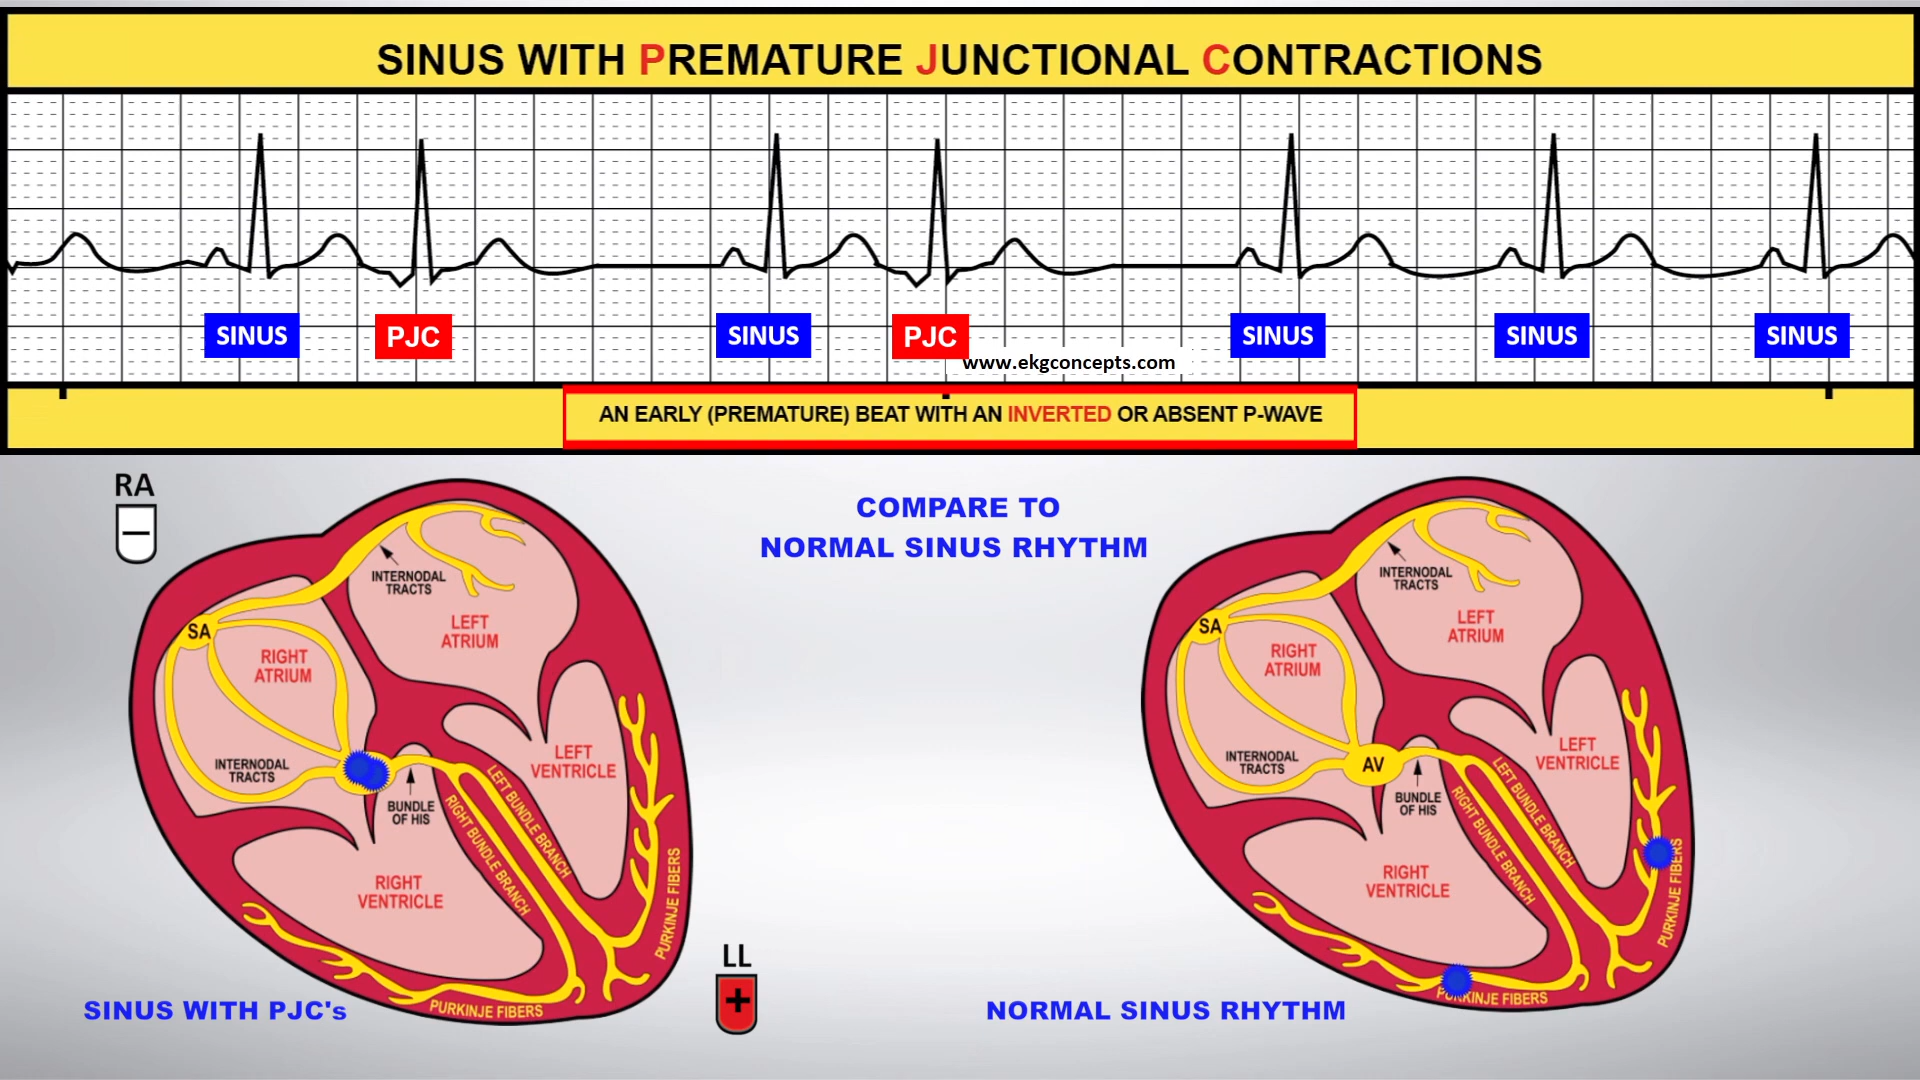 SINUS WITH PREMATURE JUNCTIONAL CONTRACTIONS
SINUS
PJC
SINUS
PJC
SINUS
SINUS
SINUS
www.ekgconcepts.com
AN EARLY (PREMATURE) BEAT WITH AN INVERTED OR ABSENT P-WAVE
RA
−
COMPARE TO
NORMAL SINUS RHYTHM
INTERNODAL
TRACTS
LEFT
ATRIUM
SA
RIGHT
ATRIUM
INTERNODAL
TRACTS
LEFT
VENTRICLE
BUNDLE
OF HIS
LEFT BUNDLE BRANCH
RIGHT BUNDLE BRANCH
RIGHT
VENTRICLE
PURKINJE FIBERS
PURKINJE FIBERS
LL
+
SINUS WITH PJC's
INTERNODAL
TRACTS
LEFT
ATRIUM
SA
RIGHT
ATRIUM
INTERNODAL
TRACTS
AV
LEFT
VENTRICLE
BUNDLE
OF HIS
LEFT BUNDLE BRANCH
RIGHT BUNDLE BRANCH
RIGHT
VENTRICLE
PURKINJE FIBERS
PURKINJE FIBERS
NORMAL SINUS RHYTHM